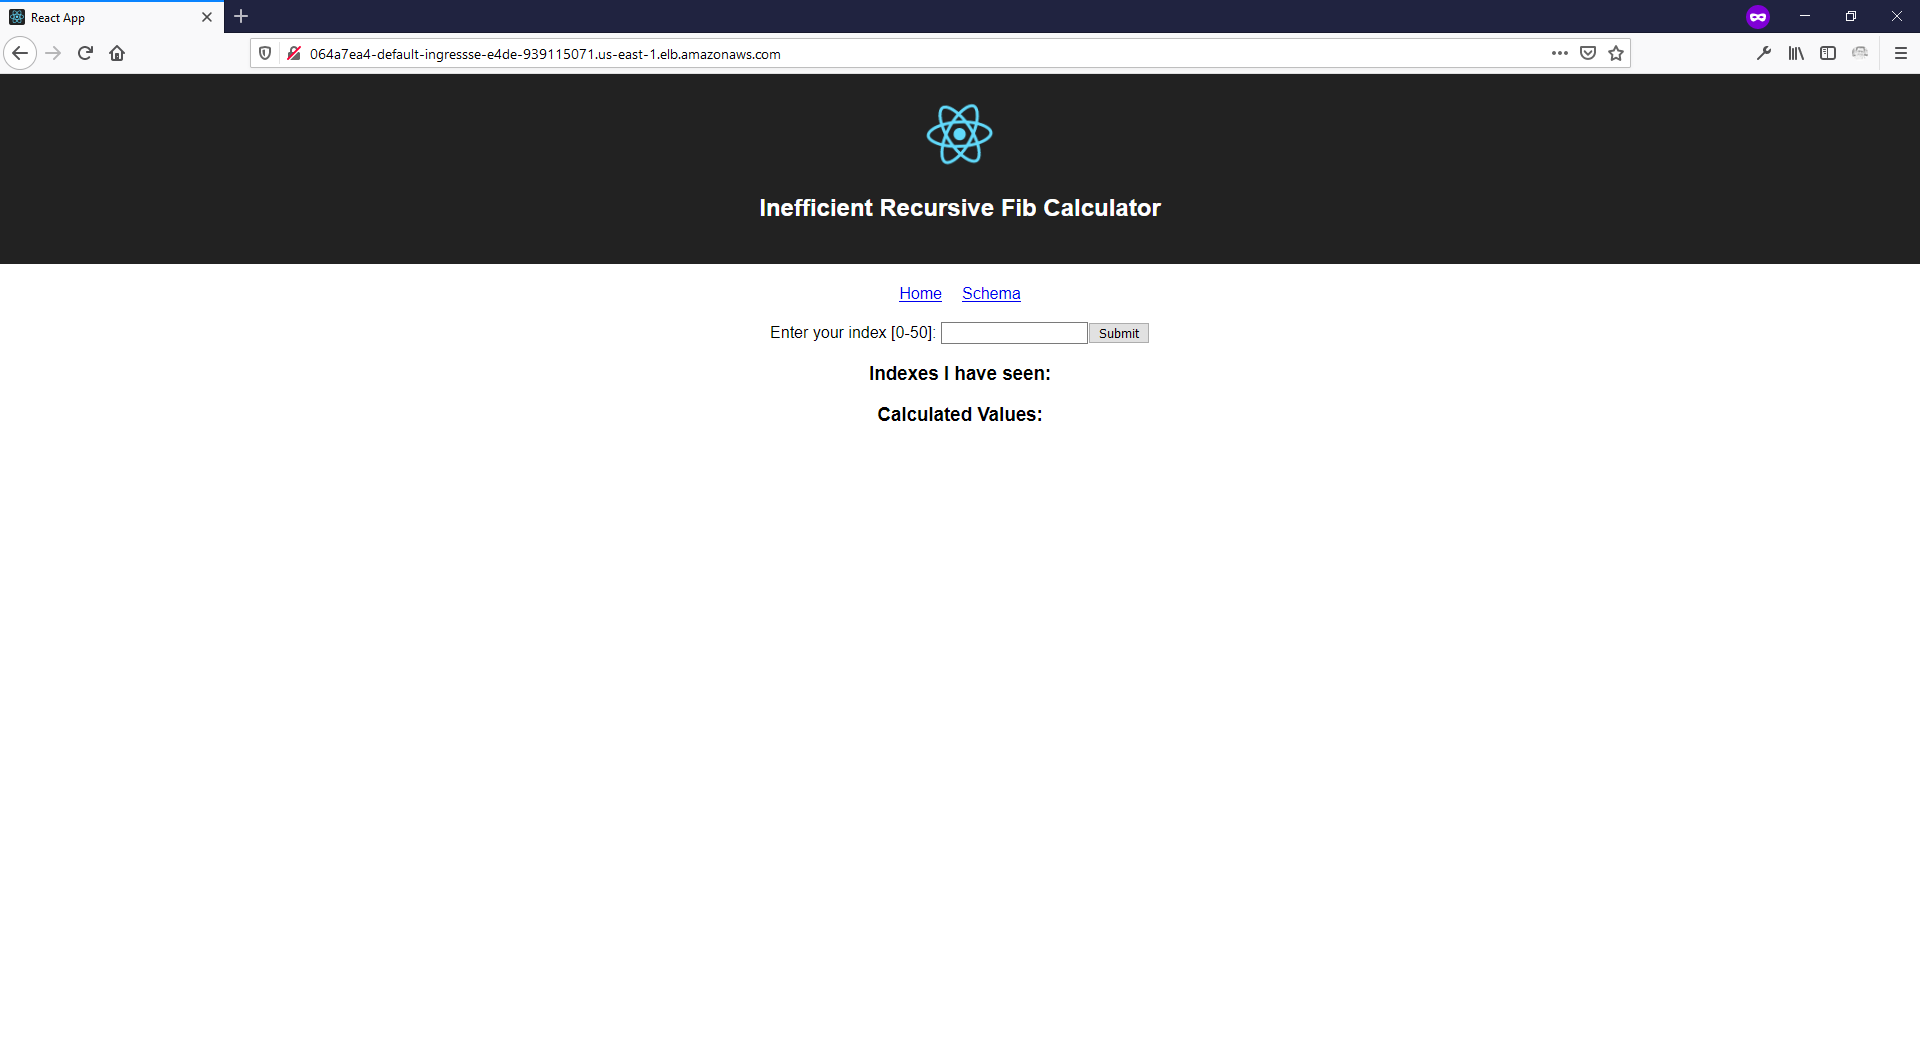 React App
064a7ea4-default-ingressse-e4de-939115071.us-east-1.elb.amazonaws.com
Inefficient Recursive Fib Calculator
Home Schema
Enter your index [0-50]: Submit
Indexes I have seen:
Calculated Values: